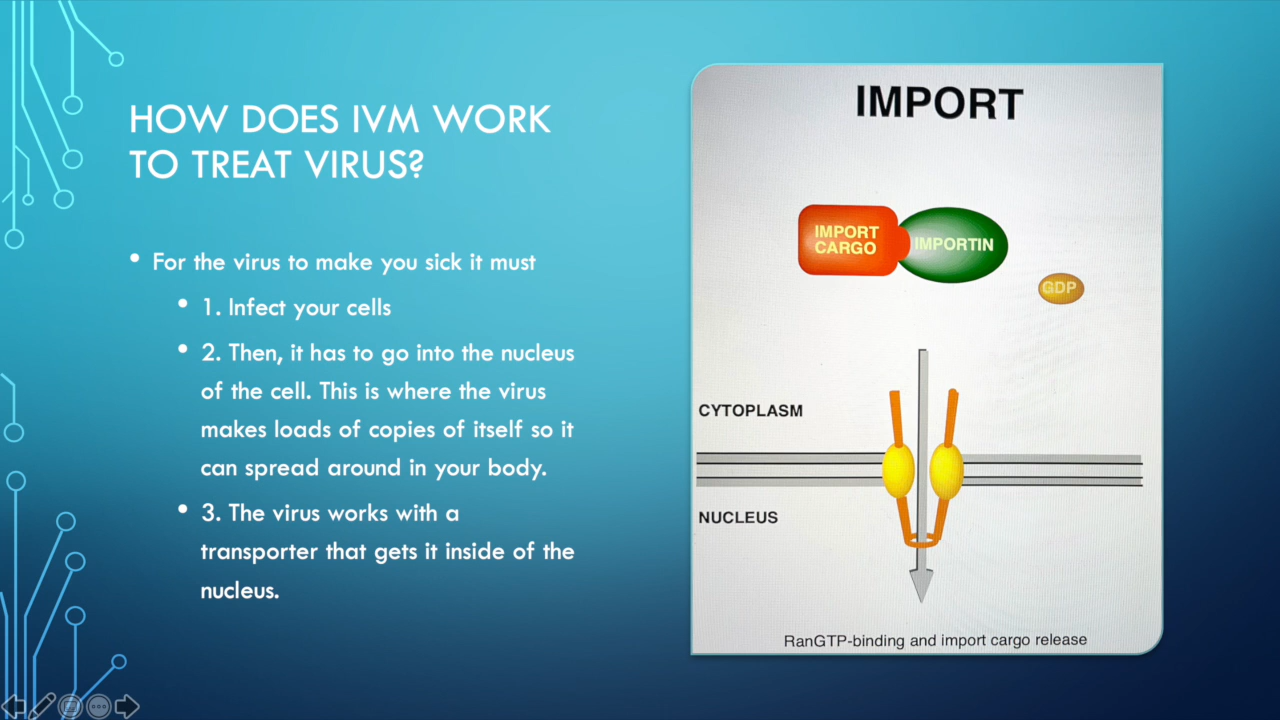 HOW DOES IVM WORK
TO TREAT VIRUS?
• For the virus to make you sick it must
• 1. Infect your cells
• 2. Then, it has to go into the nucleus
of the cell. This is where the virus
makes loads of copies of itself so it
can spread around in your body.
• 3. The virus works with a
transporter that gets it inside of the
nucleus.
IMPORT
IMPORT
CARGO
IMPORTIN
GDP
CYTOPLASM
NUCLEUS
RanGTP-binding and import cargo release